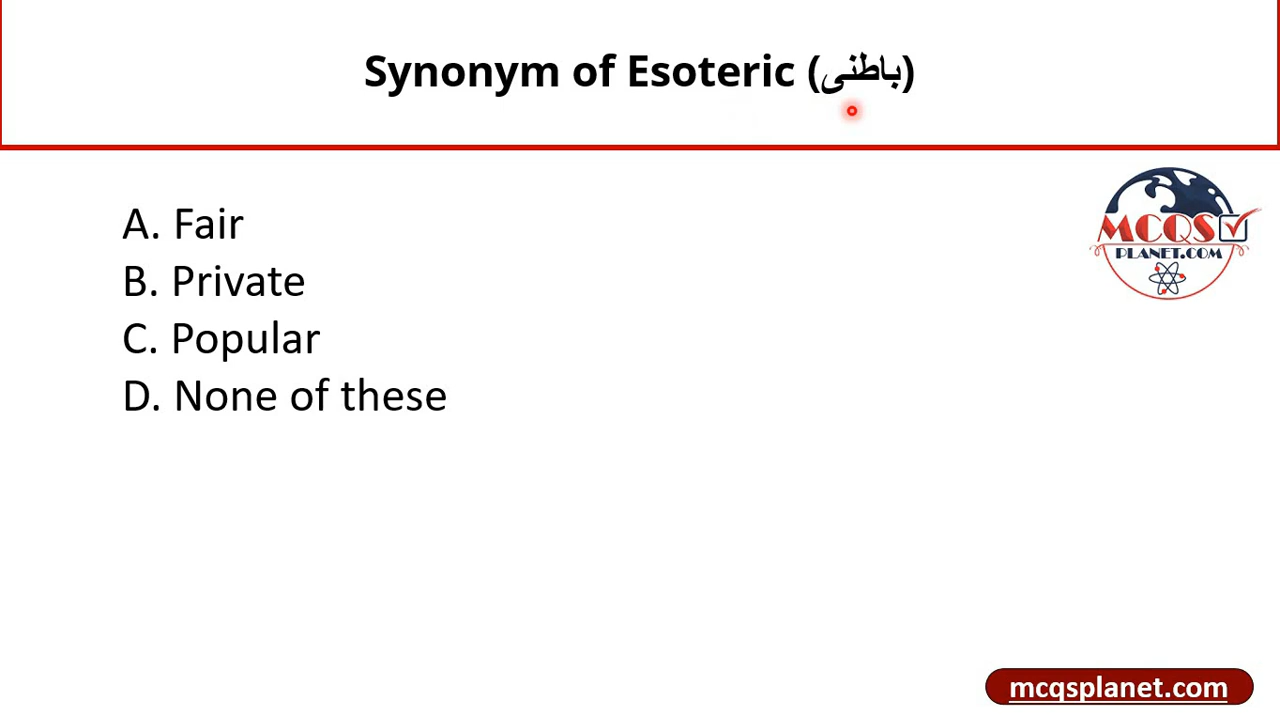 Synonym of Esoteric (باطنی)
A. Fair
B. Private
C. Popular
D. None of these
MCQS
PLANET.COM
mcqsplanet.com